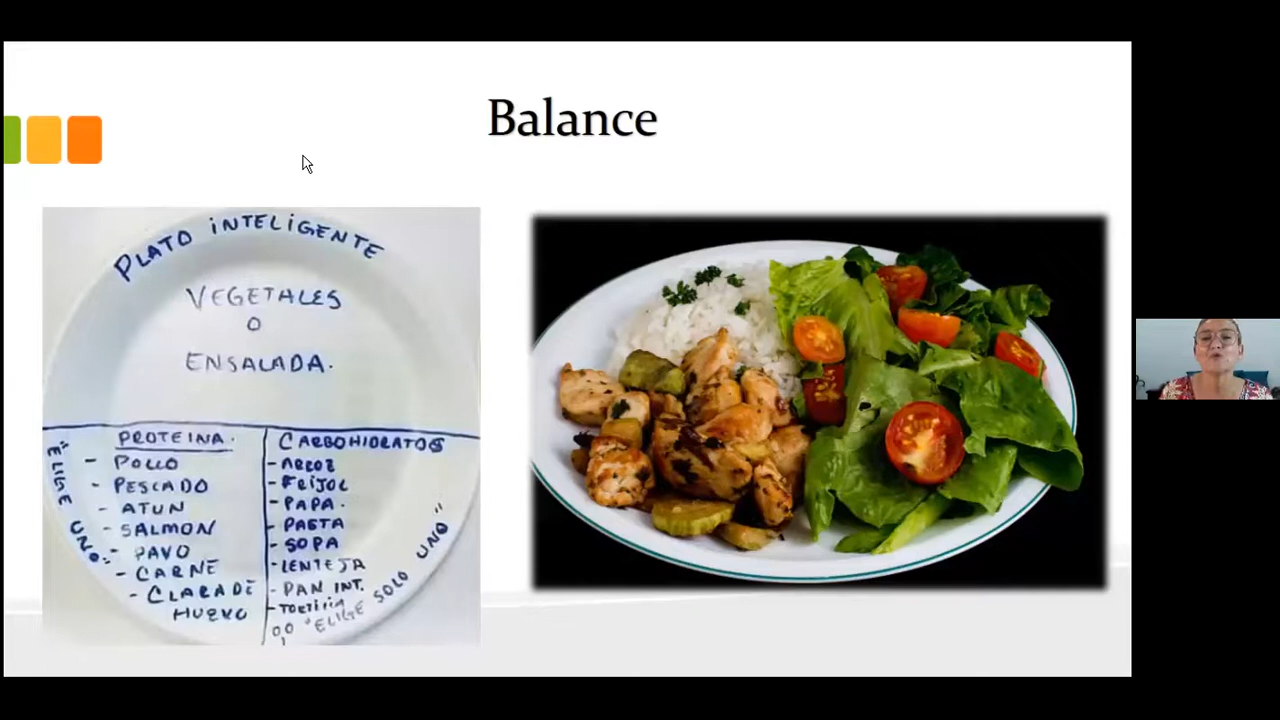 Balance
PLATO INTELIGENTE
VEGETALES
O
ENSALADA.
PROTEINA.
- POLLO
- PESCADO
- ATUN
- SALMON
- PAVO
- CARNE
- CLARA DE
HUEVO
"ELIGE UNO"
CARBOHIDRATOS
- ARROZ
- FRIJOL
- PAPA.
- PASTA
- SOPA
- LENTEJA
- PAN INT.
- TORTILLA
"ELIGE SOLO UNO"